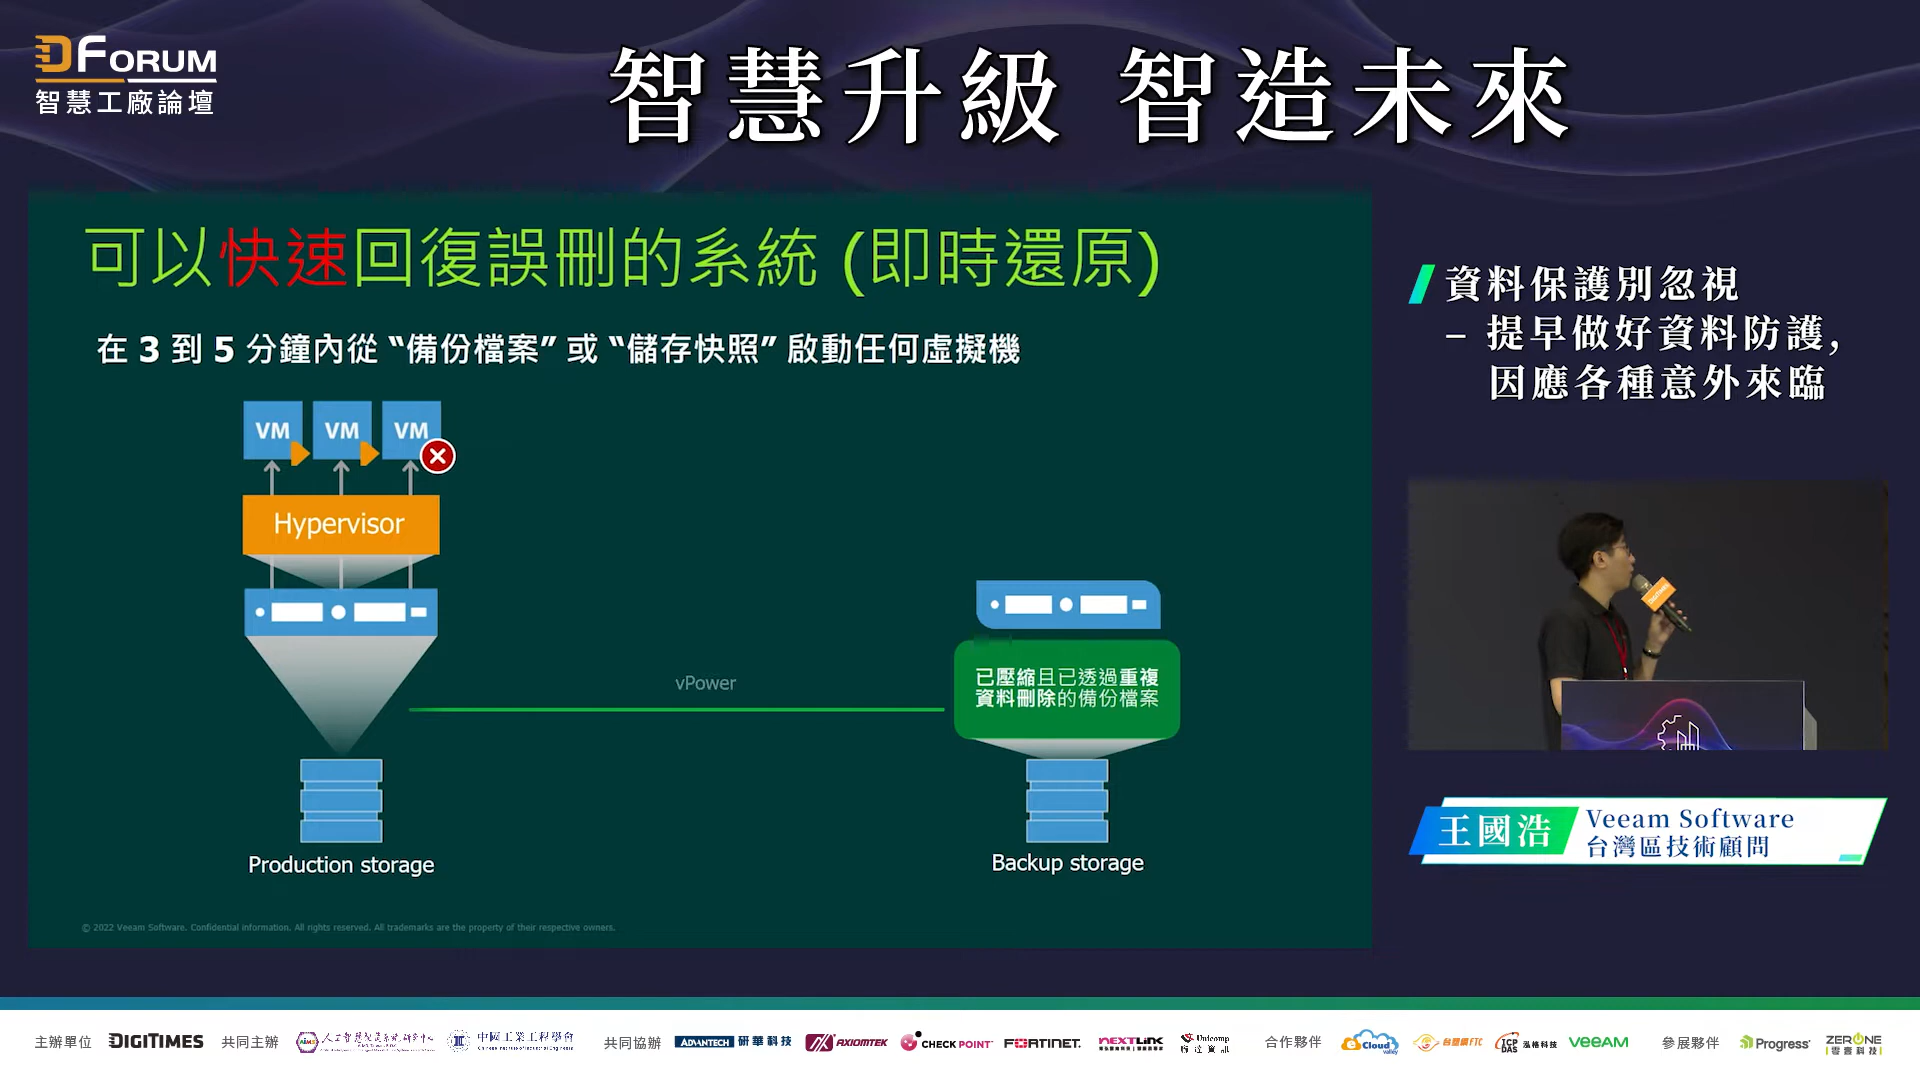 DFORUM
智慧工廠論壇
智慧升級 智造未來
可以快速回復誤刪的系統 (即時還原)
在 3 到 5 分鐘內從 “備份檔案” 或 “儲存快照” 啟動任何虛擬機
VM VM VM
Hypervisor
vPower
已壓縮且已透過重複
資料刪除的備份檔案
Production storage
Backup storage
© 2022 Veeam Software. Confidential information. All rights reserved. All trademarks are the property of their respective owners.
資料保護別忽視
– 提早做好資料防護,
因應各種意外來臨
王國浩
Veeam Software
台灣區技術顧問
主辦單位 DIGITIMES 共同主辦 中國工業工程學會 共同協辦 ADVANTECH 研華科技 AXIOMTEK CHECK POINT FORTINET NEXTLINK Unicomp 合作夥伴 eCloud valley 台塑網FTC ICP DAS 泓格科技 VEEAM 參展夥伴 Progress ZERONE 零壹科技